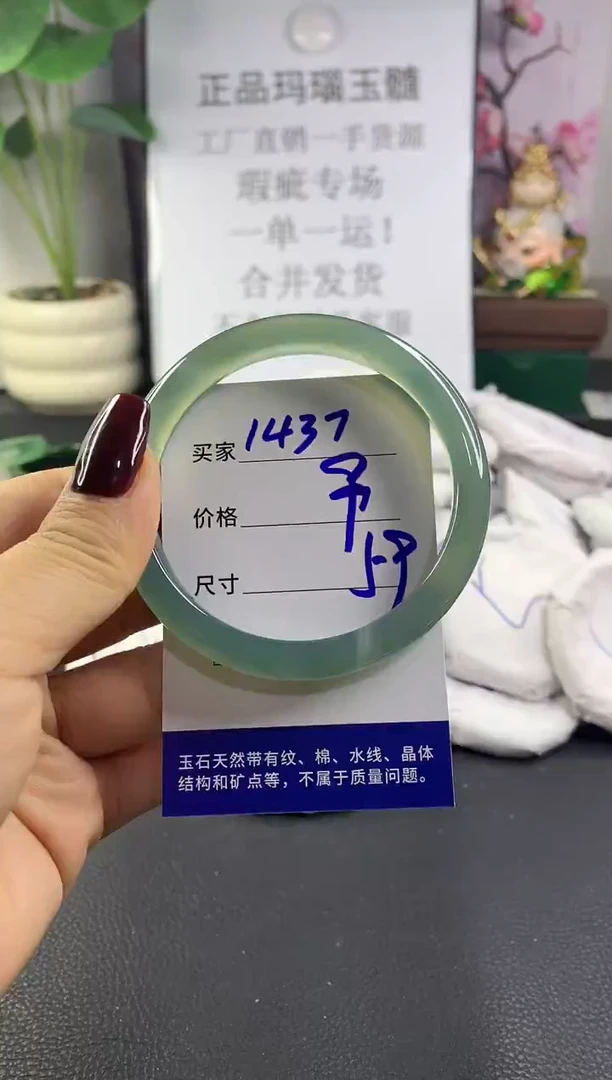 正品玛瑙玉髓
工厂直销一手货源
瑕疵专场
一单一运!
合并发货
买家 1437
价格
尺寸 59
玉石天然带有纹、棉、水线、晶体
结构和矿点等，不属于质量问题。